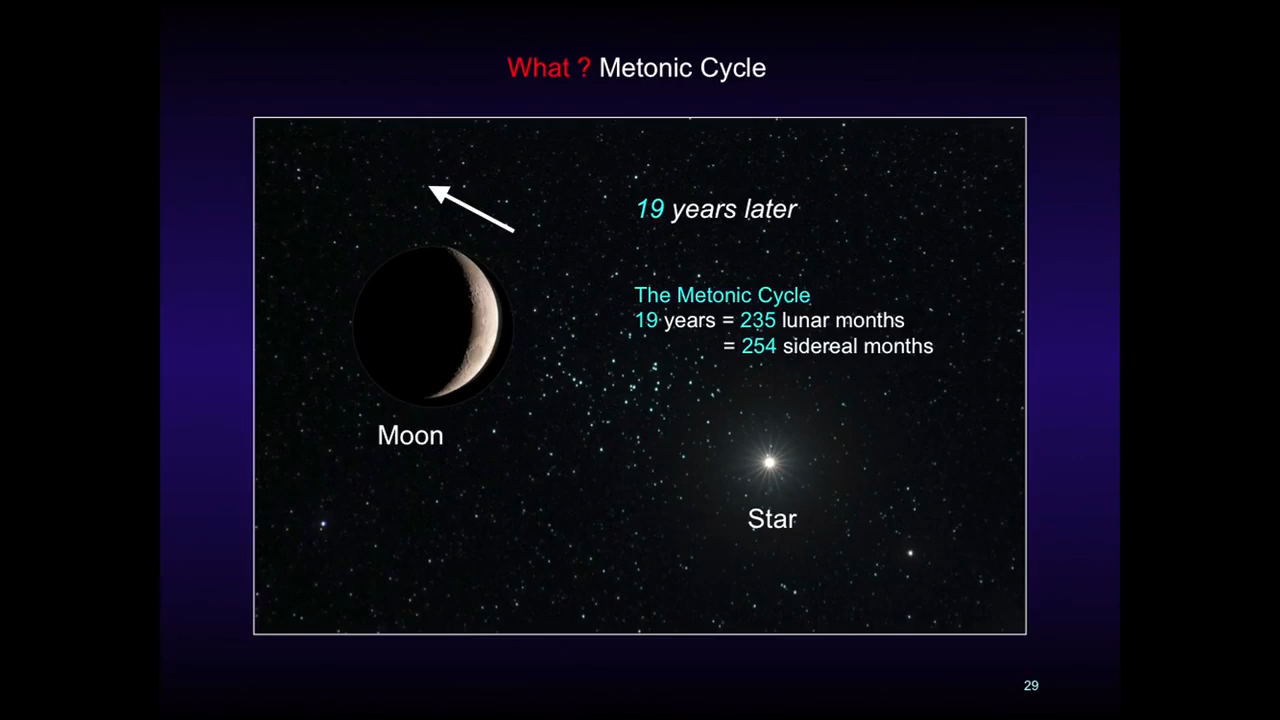 What ? Metonic Cycle
19 years later
The Metonic Cycle
19 years = 235 lunar months
= 254 sidereal months
Moon
Star
29